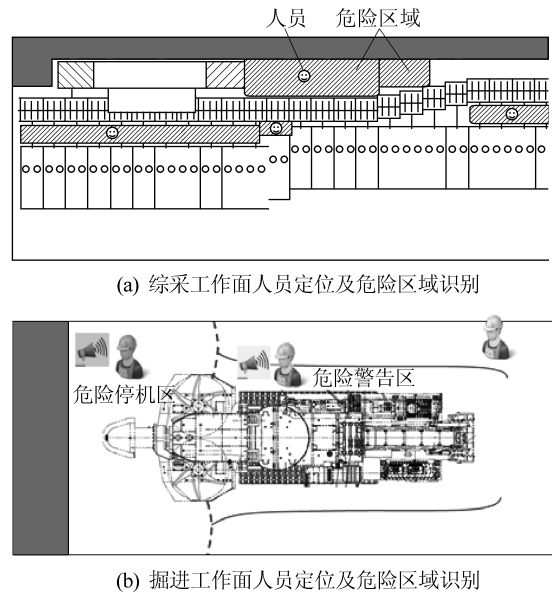 人员 危险区域
(a) 综采工作面人员定位及危险区域识别
危险停机区
危险警告区
(b) 掘进工作面人员定位及危险区域识别